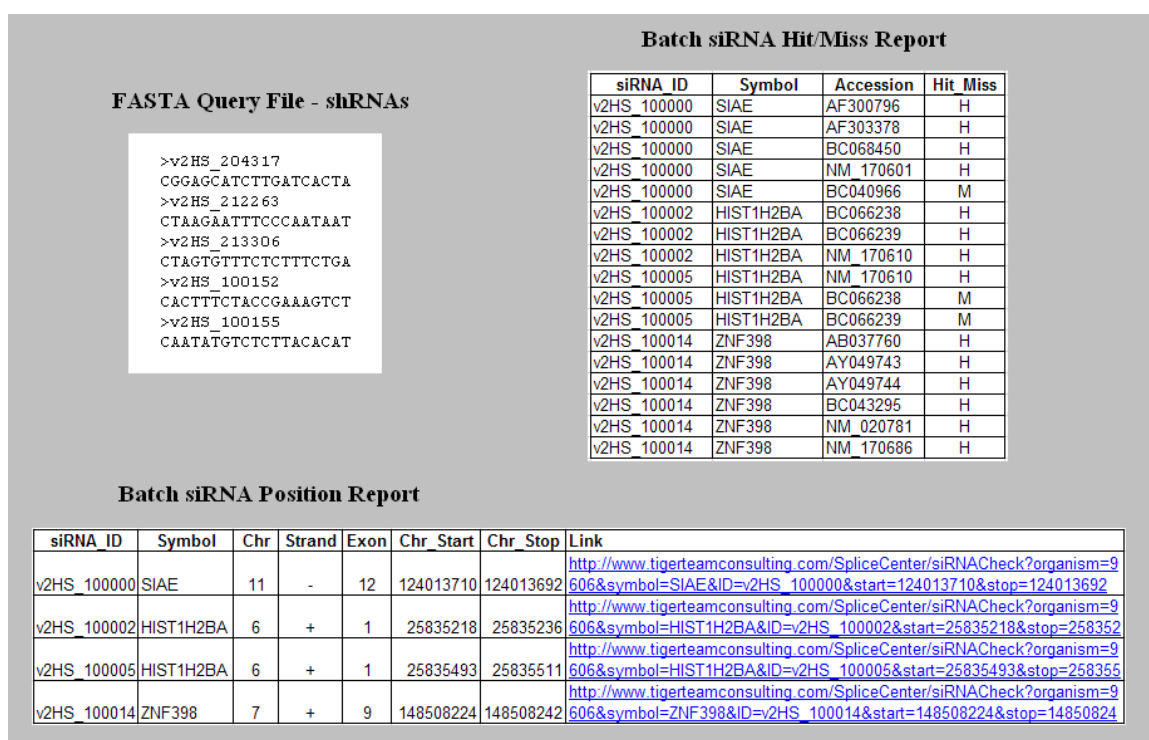 Batch siRNA Hit/Miss Report
siRNA_ID Symbol Accession Hit_Miss
v2HS_100000 SIAE AF300796 H
v2HS_100000 SIAE AF303378 H
v2HS_100000 SIAE BC068450 H
v2HS_100000 SIAE NM_170601 H
v2HS_100000 SIAE BC040966 M
v2HS_100002 HIST1H2BA BC066238 H
v2HS_100002 HIST1H2BA BC066239 H
v2HS_100002 HIST1H2BA NM_170610 H
v2HS_100005 HIST1H2BA NM_170610 H
v2HS_100005 HIST1H2BA BC066238 M
v2HS_100005 HIST1H2BA BC066239 M
v2HS_100014 ZNF398 AB037760 H
v2HS_100014 ZNF398 AY049743 H
v2HS_100014 ZNF398 AY049744 H
v2HS_100014 ZNF398 BC043295 H
v2HS_100014 ZNF398 NM_020781 H
v2HS_100014 ZNF398 NM_170686 H
FASTA Query File - shRNAs
>v2HS_204317
CGGAGCATCTTGATCACTA
>v2HS_212263
CTAAGAATTTCCCAATAAT
>v2HS_213306
CTAGTGTTTCTCTTTCTGA
>v2HS_100152
CACTTTCTACCGAAAGTCT
>v2HS_100155
CAATATGTCTCTTACACAT
Batch siRNA Position Report
siRNA_ID Symbol Chr Strand Exon Chr_Start Chr_Stop Link
http://www.tigerteamconsulting.com/SpliceCenter/siRNACheck?organism=9
v2HS_100000 SIAE 11 - 12 124013710 124013692 606&symbol=SIAE&ID=v2HS_100000&start=124013710&stop=124013692
http://www.tigerteamconsulting.com/SpliceCenter/siRNACheck?organism=9
v2HS_100002 HIST1H2BA 6 + 1 25835218 25835236 606&symbol=HIST1H2BA&ID=v2HS_100002&start=25835218&stop=258352
http://www.tigerteamconsulting.com/SpliceCenter/siRNACheck?organism=9
v2HS_100005 HIST1H2BA 6 + 1 25835493 25835511 606&symbol=HIST1H2BA&ID=v2HS_100005&start=25835493&stop=258355
http://www.tigerteamconsulting.com/SpliceCenter/siRNACheck?organism=9
v2HS_100014 ZNF398 7 + 9 148508224 148508242 606&symbol=ZNF398&ID=v2HS_100014&start=148508224&stop=14850824